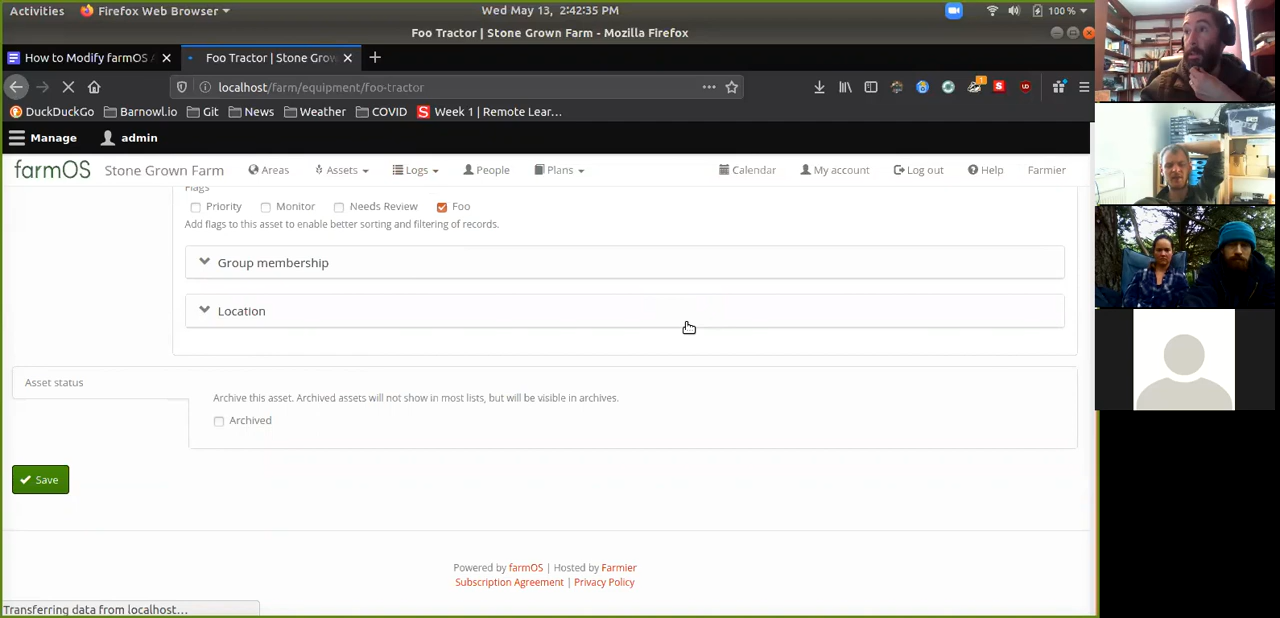 Activities Firefox Web Browser Wed May 13, 2:42:35 PM 100 %
Foo Tractor | Stone Grown Farm - Mozilla Firefox
How to Modify farmOS A Foo Tractor | Stone Grow
localhost/farm/equipment/foo-tractor
DuckDuckGo Barnowl.io Git News Weather COVID Week 1 | Remote Lear…
Manage admin
farmOS Stone Grown Farm Areas Assets Logs People Plans Calendar My account Log out Help Farmier
Flags
Priority Monitor Needs Review Foo
Add flags to this asset to enable better sorting and filtering of records.
Group membership
Location
Asset status
Archive this asset. Archived assets will not show in most lists, but will be visible in archives.
Archived
Save
Powered by farmOS | Hosted by Farmier
Subscription Agreement | Privacy Policy
Transferring data from localhost…